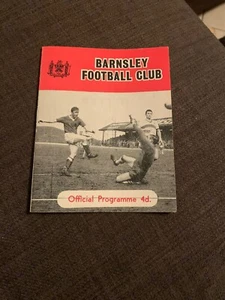 BARNSLEY
FOOTBALL CLUB
Official Programme 4d.